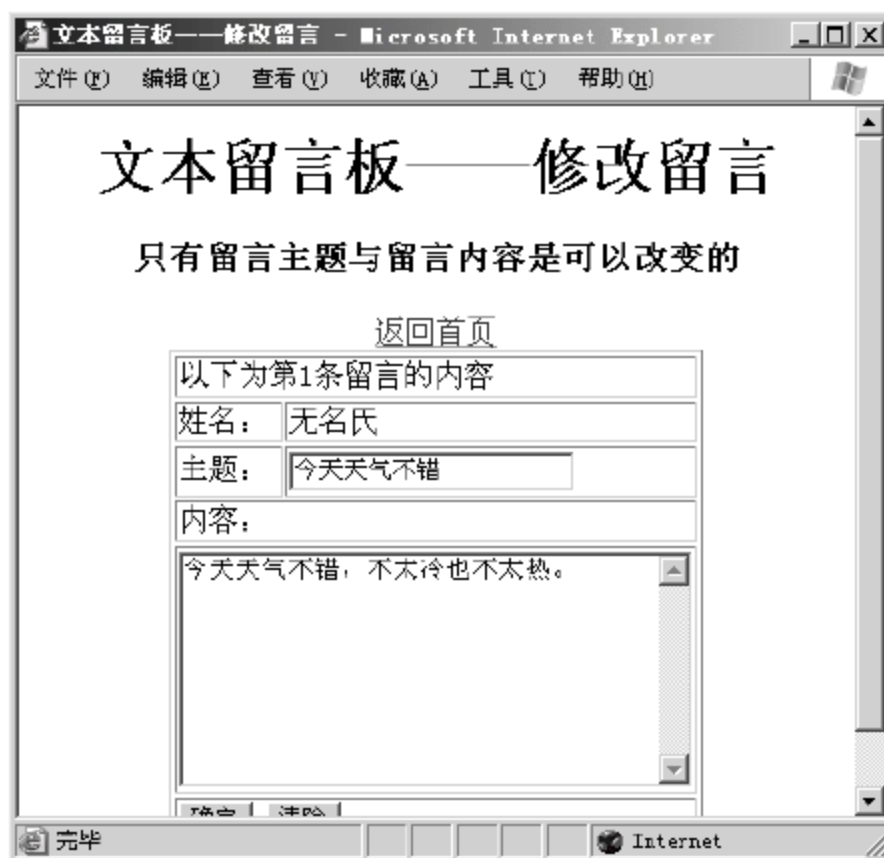 文本留言板——修改留言 - Microsoft Internet Explorer
文件(F) 编辑(E) 查看(V) 收藏(A) 工具(T) 帮助(H)
文本留言板——修改留言
只有留言主题与留言内容是可以改变的
返回首页
以下为第1条留言的内容
姓名： 无名氏
主题： 今天天气不错
内容：
今天天气不错，不太冷也不太热。
确定 清除
完毕 Internet